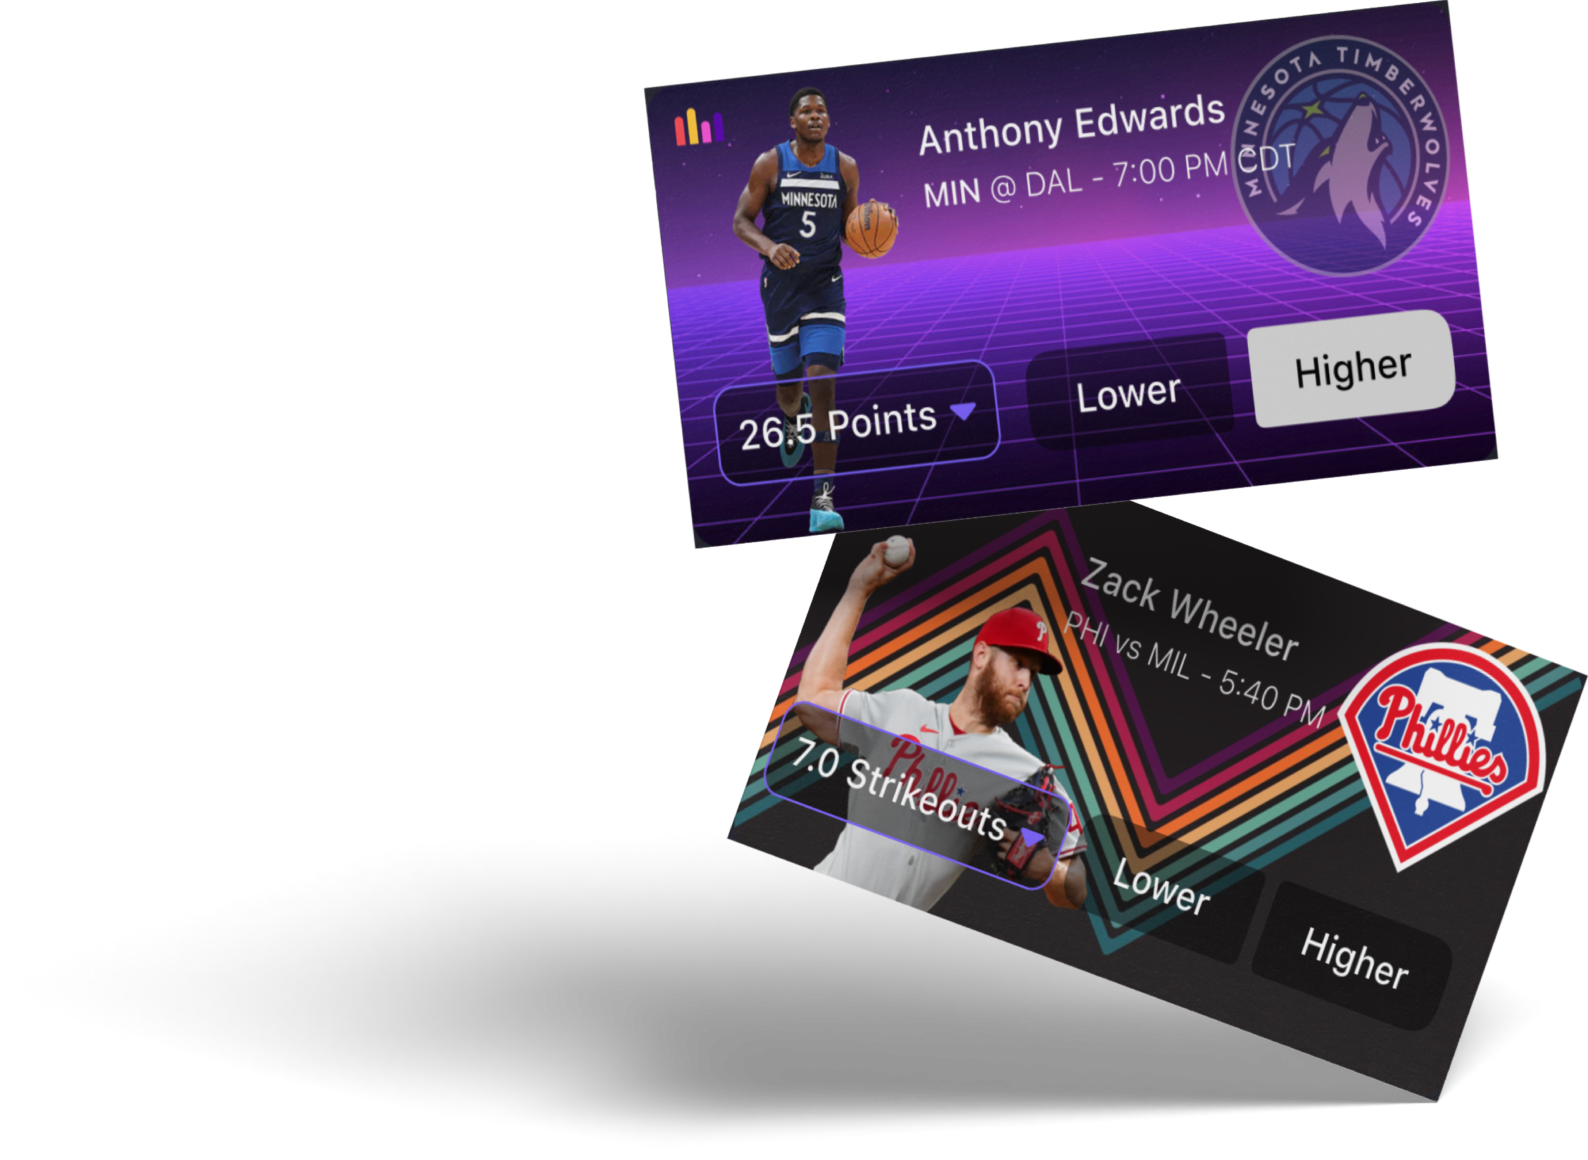 Anthony Edwards
MIN @ DAL - 7:00 PM CDT
MINNESOTA TIMBERWOLVES
MINNESOTA
5
26.5 Points
Lower
Higher
Zack Wheeler
PHI vs MIL - 5:40 PM
P
Phillies
Phillies
7.0 Strikeouts
Lower
Higher